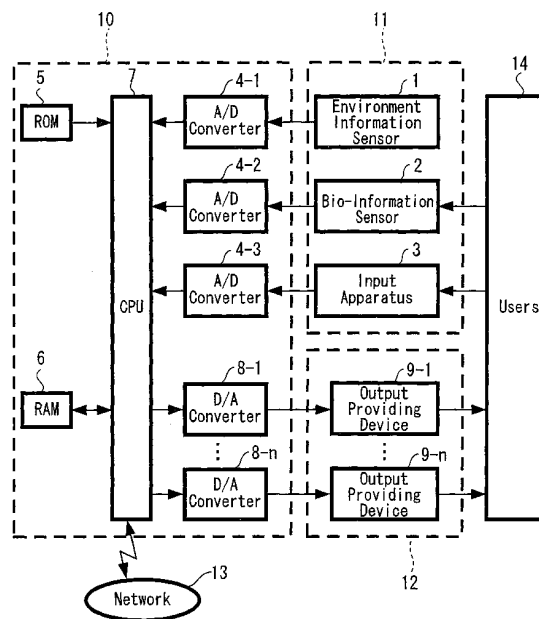 10
11
5
7
4-1
1
14
ROM
A/D
Converter
Environment
Information
Sensor
4-2
2
A/D
Converter
Bio-Information
Sensor
4-3
3
A/D
Converter
Input
Apparatus
CPU
Users
6
RAM
8-1
9-1
D/A
Converter
Output
Providing
Device
8-n
9-n
D/A
Converter
Output
Providing
Device
13
12
Network